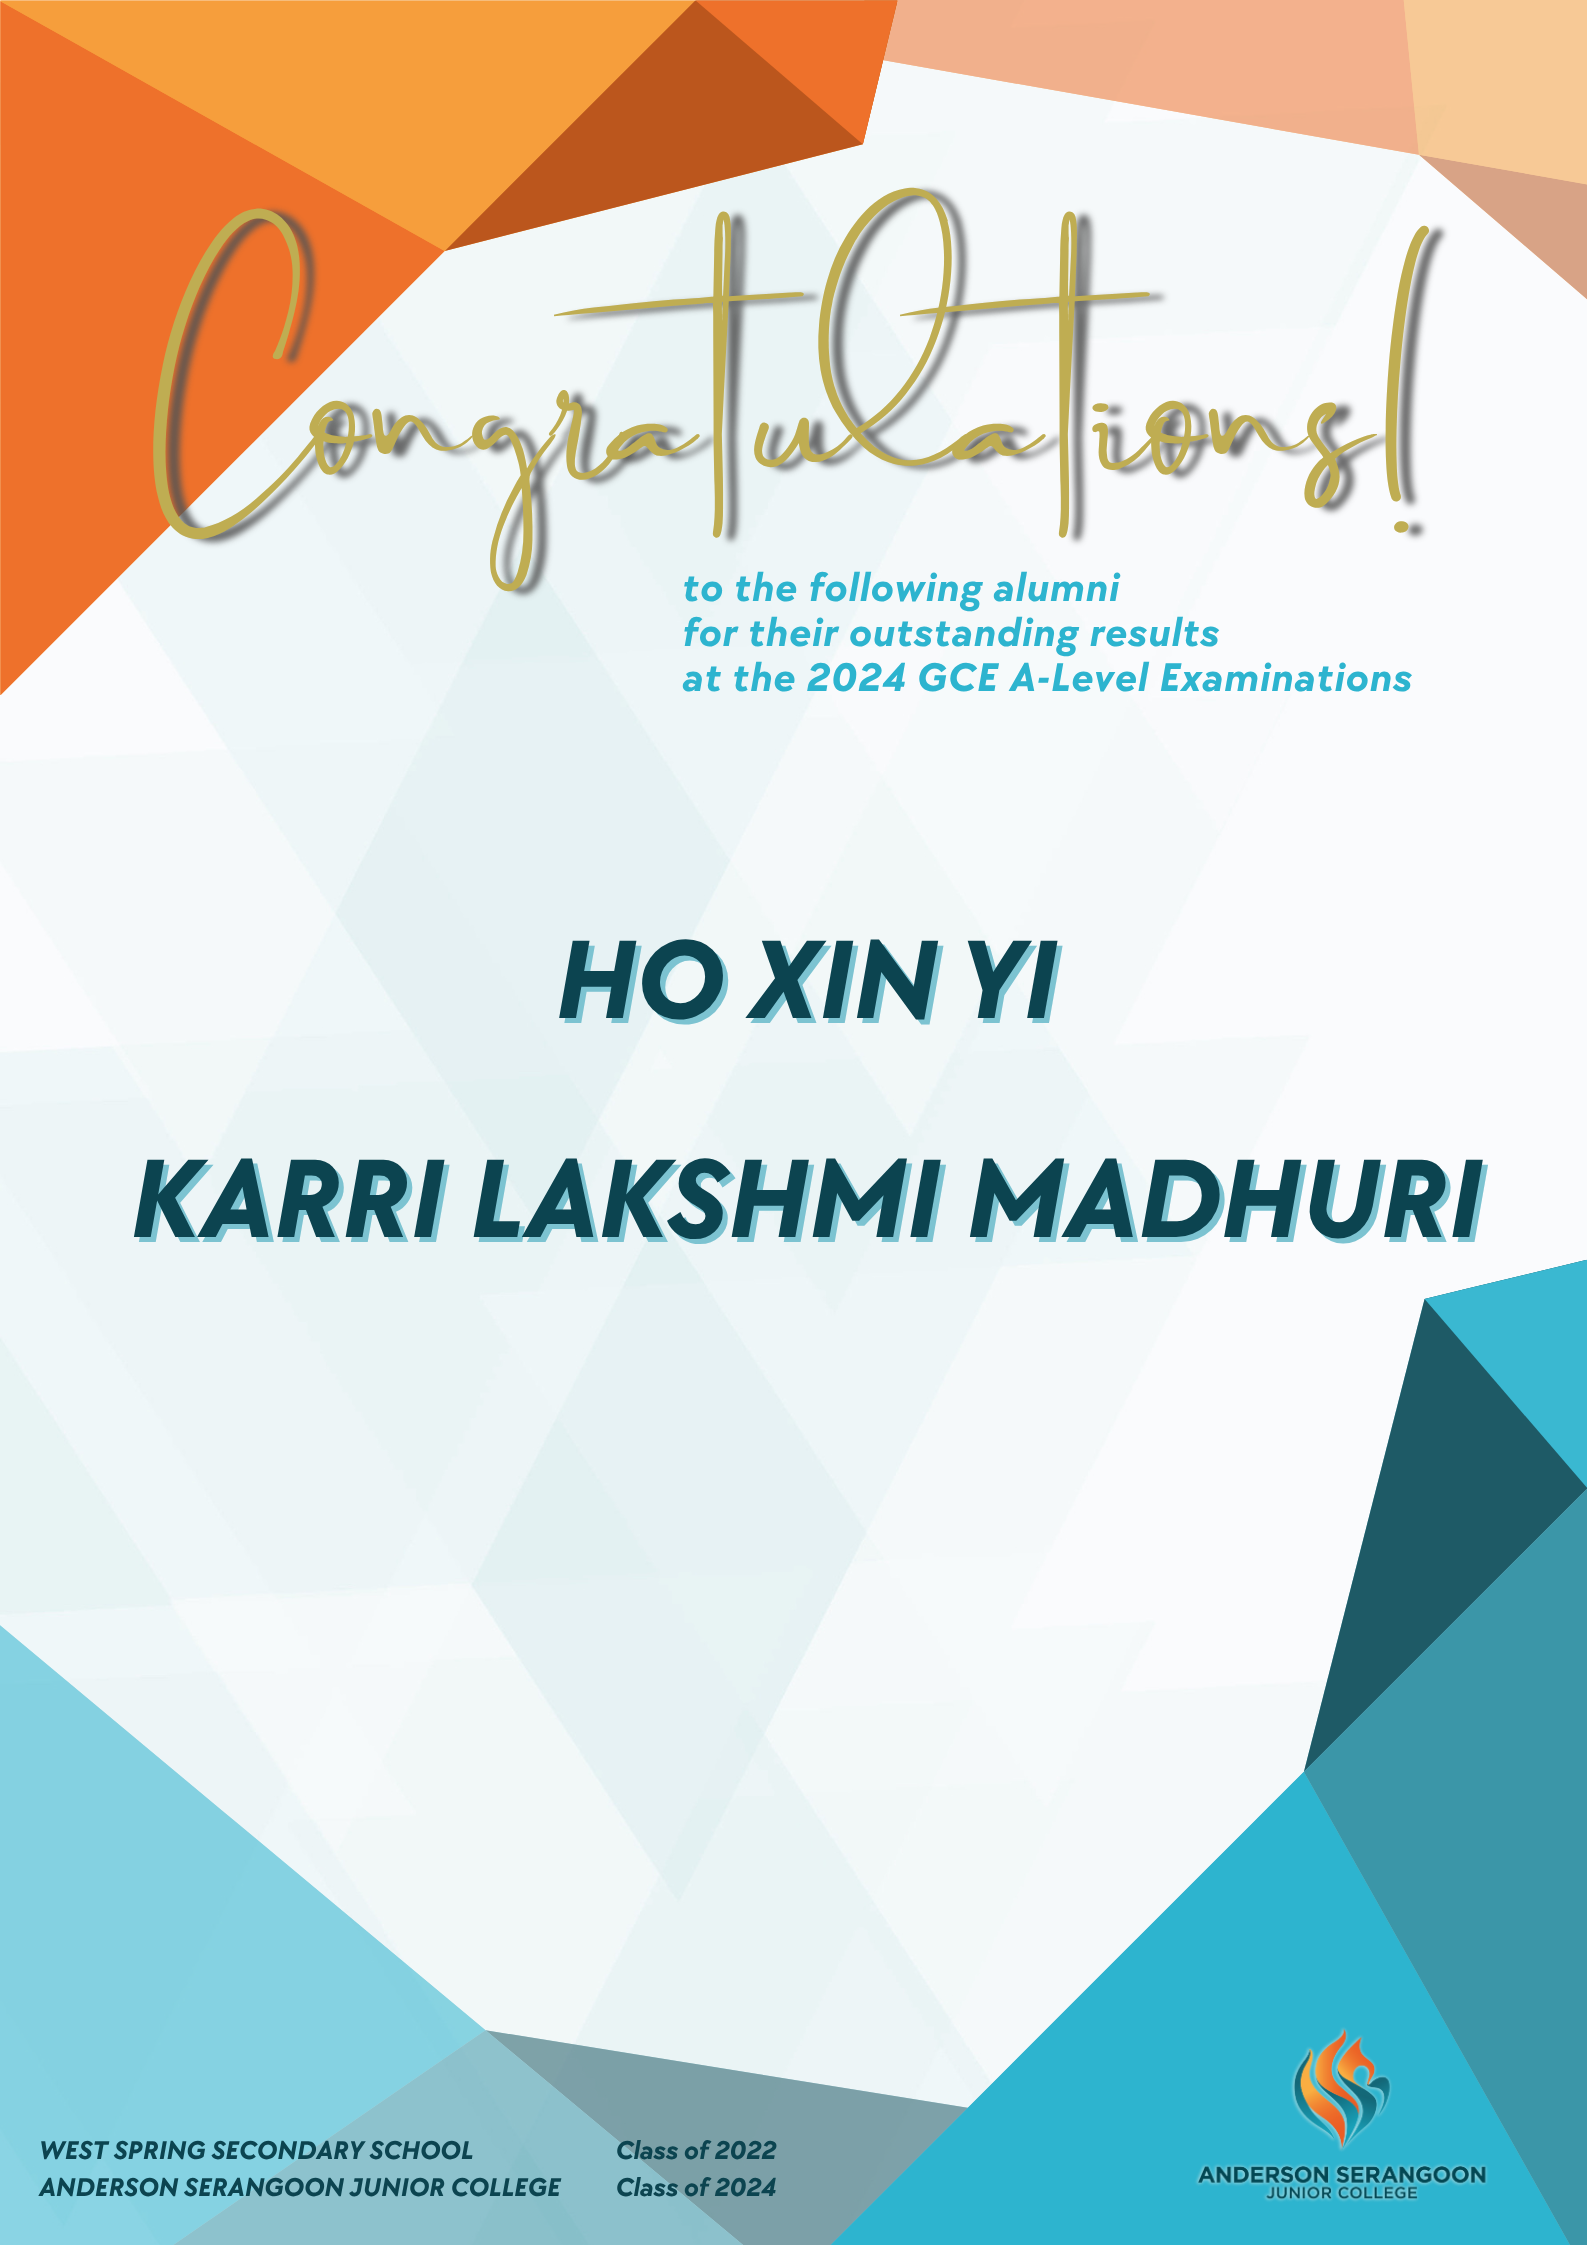 Congratulations!
to the following alumni
for their outstanding results
at the 2024 GCE A-Level Examinations
HO XIN YI
KARRI LAKSHMI MADHURI
WEST SPRING SECONDARY SCHOOL Class of 2022
ANDERSON SERANGOON JUNIOR COLLEGE Class of 2024
ANDERSON SERANGOON
JUNIOR COLLEGE